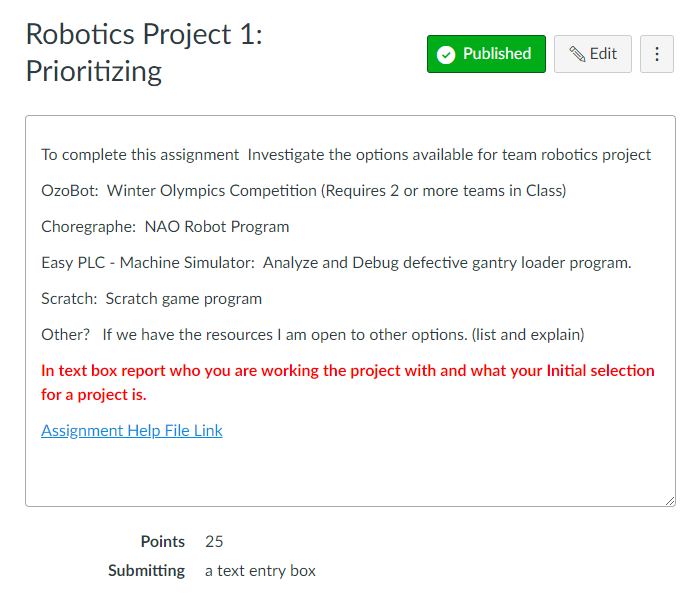 Robotics Project 1:
Prioritizing
Published
Edit
To complete this assignment  Investigate the options available for team robotics project
OzoBot:  Winter Olympics Competition (Requires 2 or more teams in Class)
Choregraphe:  NAO Robot Program
Easy PLC - Machine Simulator:  Analyze and Debug defective gantry loader program.
Scratch:  Scratch game program
Other?   If we have the resources I am open to other options. (list and explain)
In text box report who you are working the project with and what your Initial selection
for a project is.
Assignment Help File Link
Points 25
Submitting a text entry box